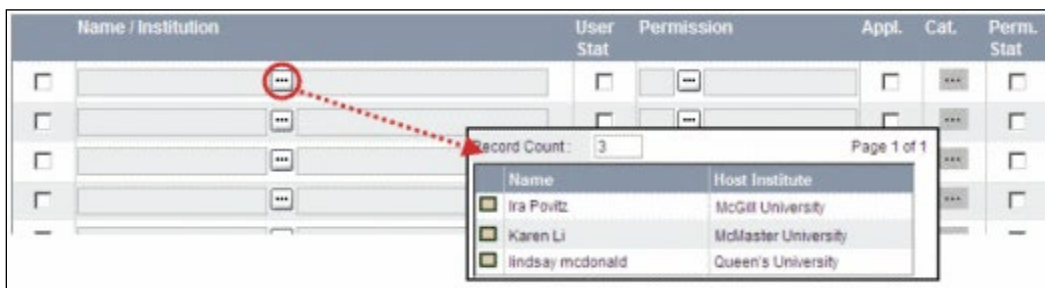 Name / Institution User Stat Permission Appl. Cat. Perm. Stat
Record Count: 3 Page 1 of 1
Name Host Institute
Ira Povitz McGill University
Karen Li McMaster University
lindsay mcdonald Queen's University